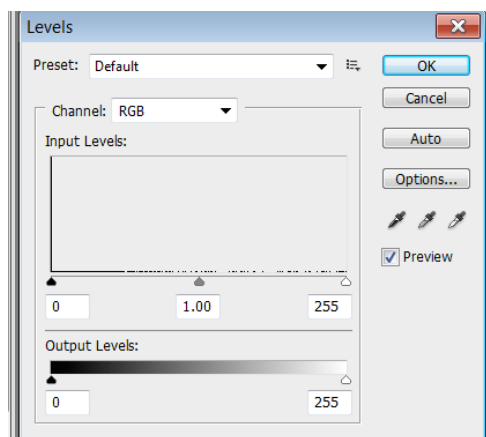 Levels
Preset: Default
OK
Channel: RGB
Cancel
Input Levels:
Auto
Options...
Preview
0 1.00 255
Output Levels:
0 255